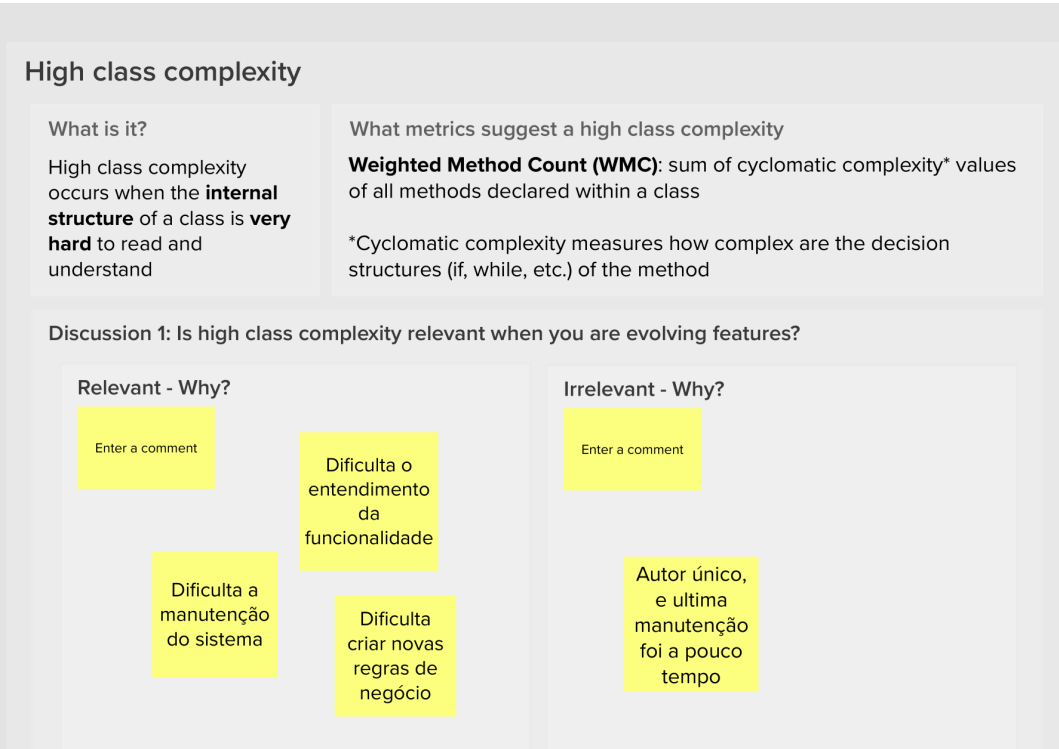 High class complexity
What is it?
High class complexity
occurs when the internal
structure of a class is very
hard to read and
understand
What metrics suggest a high class complexity
Weighted Method Count (WMC): sum of cyclomatic complexity* values
of all methods declared within a class
*Cyclomatic complexity measures how complex are the decision
structures (if, while, etc.) of the method
Discussion 1: Is high class complexity relevant when you are evolving features?
Relevant - Why?
Enter a comment
Dificulta o
entendimento
da
funcionalidade
Dificulta a
manutenção
do sistema
Dificulta
criar novas
regras de
negócio
Irrelevant - Why?
Enter a comment
Autor único,
e ultima
manutenção
foi a pouco
tempo